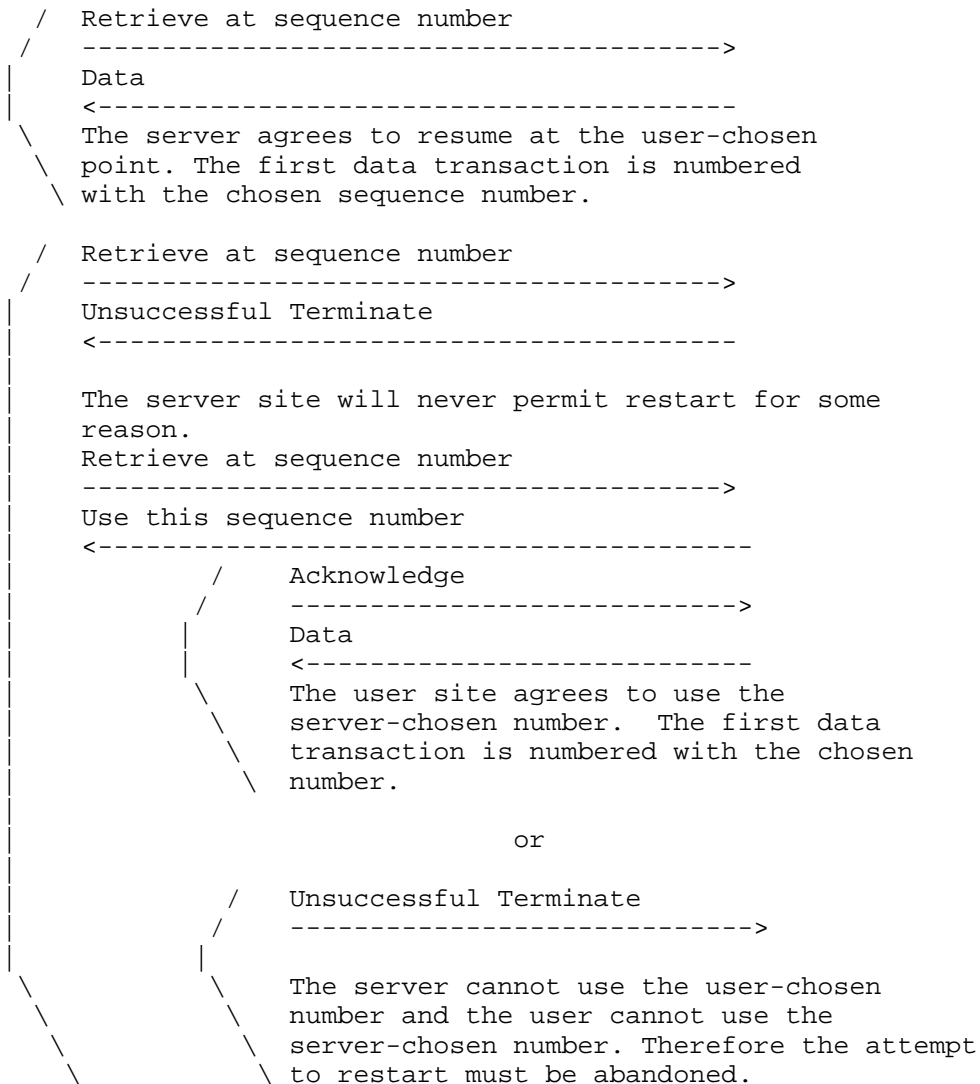 Retrieve at sequence number
---------------------------------------->
Data
<----------------------------------------
The server agrees to resume at the user-chosen
point. The first data transaction is numbered
with the chosen sequence number.
Retrieve at sequence number
---------------------------------------->
Unsuccessful Terminate
<----------------------------------------
The server site will never permit restart for some
reason.
Retrieve at sequence number
---------------------------------------->
Use this sequence number
<-----------------------------------------
Acknowledge
---------------------------->
Data
<----------------------------
The user site agrees to use the
server-chosen number.  The first data
transaction is numbered with the chosen
number.
or
Unsuccessful Terminate
----------------------------->
The server cannot use the user-chosen
number and the user cannot use the
server-chosen number. Therefore the attempt
to restart must be abandoned.